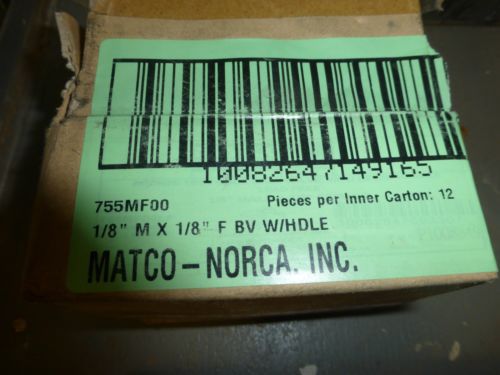 10082647149165
755MF00 Pieces per Inner Carton: 12
1/8" M X 1/8" F BV W/HDLE
MATCO-NORCA. INC.